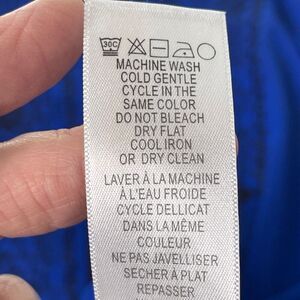 30C
MACHINE WASH
COLD GENTLE
CYCLE IN THE
SAME COLOR
DO NOT BLEACH
DRY FLAT
COOL IRON
OR DRY CLEAN
LAVER À LA MACHINE
À L'EAU FROIDE
CYCLE DELLICAT
DANS LA MÊME
COULEUR
NE PAS JAVELLISER
SECHER À PLAT
REPASSER